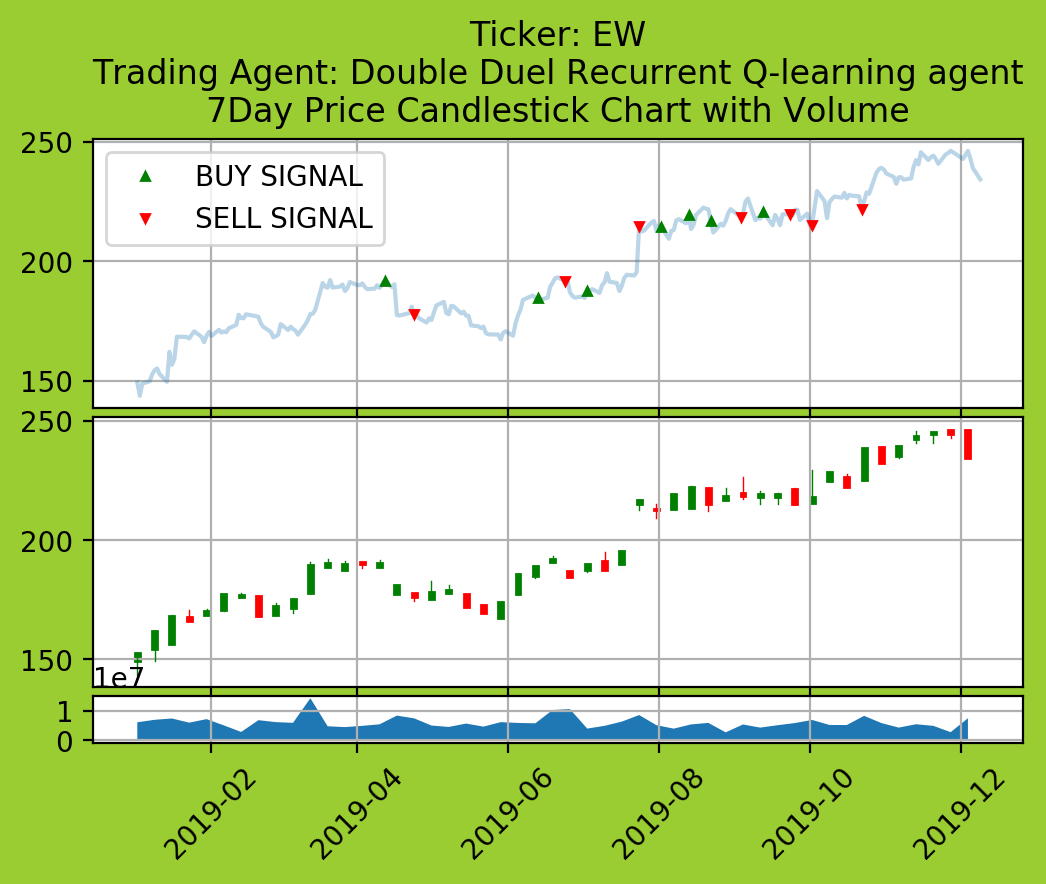 Ticker: EW
Trading Agent: Double Duel Recurrent Q-learning agent
7Day Price Candlestick Chart with Volume
250
BUY SIGNAL
SELL SIGNAL
200
150
250
200
150
1e7
1
0
2019-02
2019-04
2019-06
2019-08
2019-10
2019-12